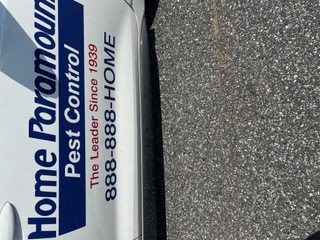 Home Paramount
Pest Control
The Leader Since 1939
888-888-HOME